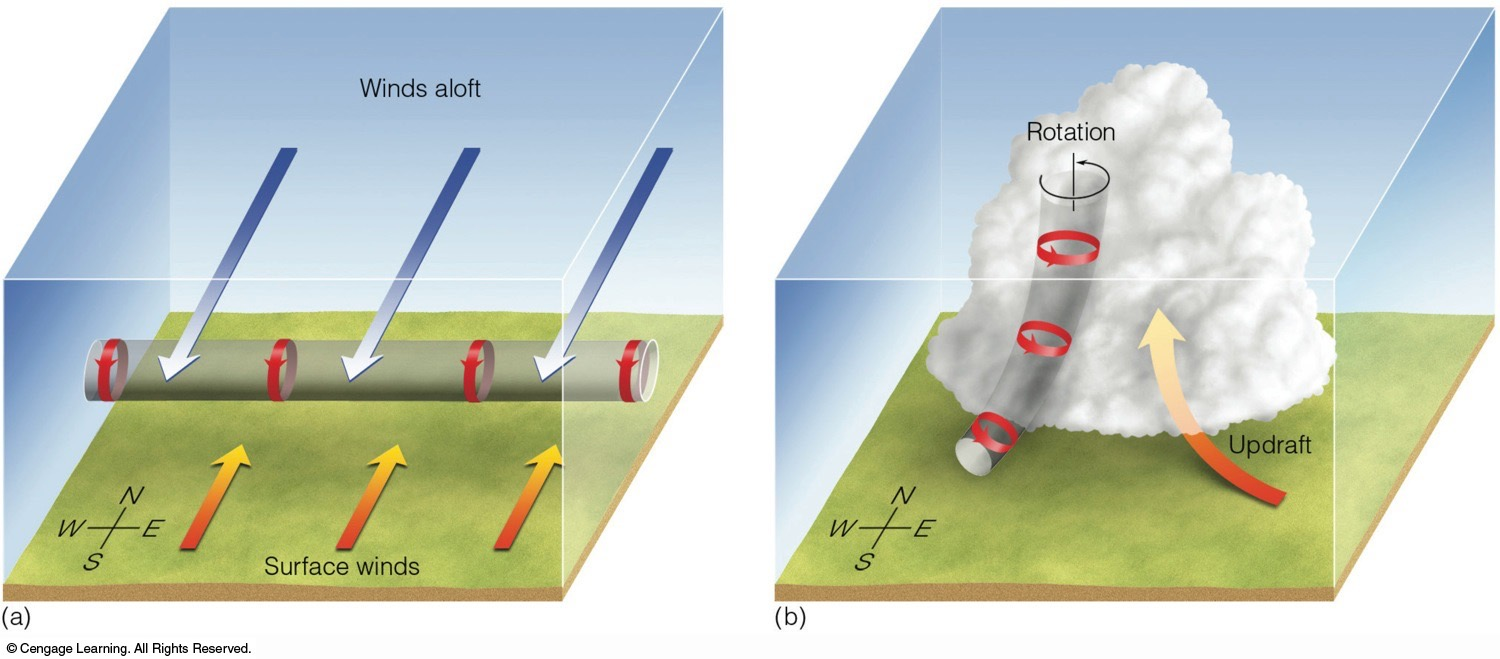 Winds aloft
N
W E
S
Surface winds
(a)
Rotation
Updraft
N
W E
S
(b)
© Cengage Learning. All Rights Reserved.